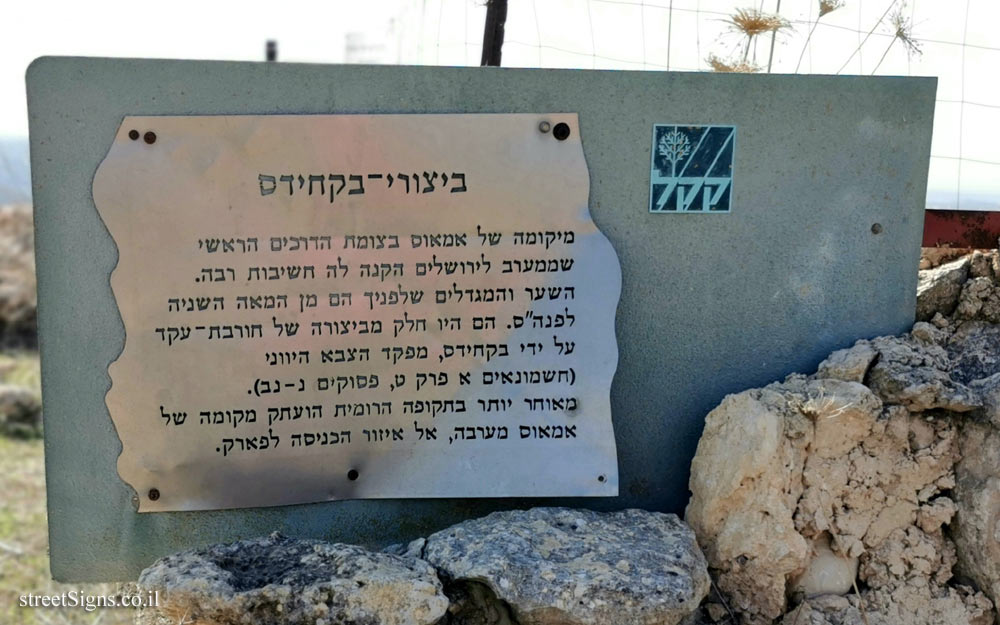 ביצורי-בקחידס
קקל
מיקומה של אמאוס בצומת הדרכים הראשי
שממערב לירושלים הקנה לה חשיבות רבה.
השער והמגדלים שלפניך הם מן המאה השניה
לפנה"ס. הם היו חלק מביצורה של חורבת-עקד
על ידי בקחידס, מפקד הצבא היווני
(חשמונאים א פרק ט, פסוקים נ-נב).
מאוחר יותר בתקופה הרומית הועתק מקומה של
אמאוס מערבה, אל איזור הכניסה לפארק.
streetSigns.co.il